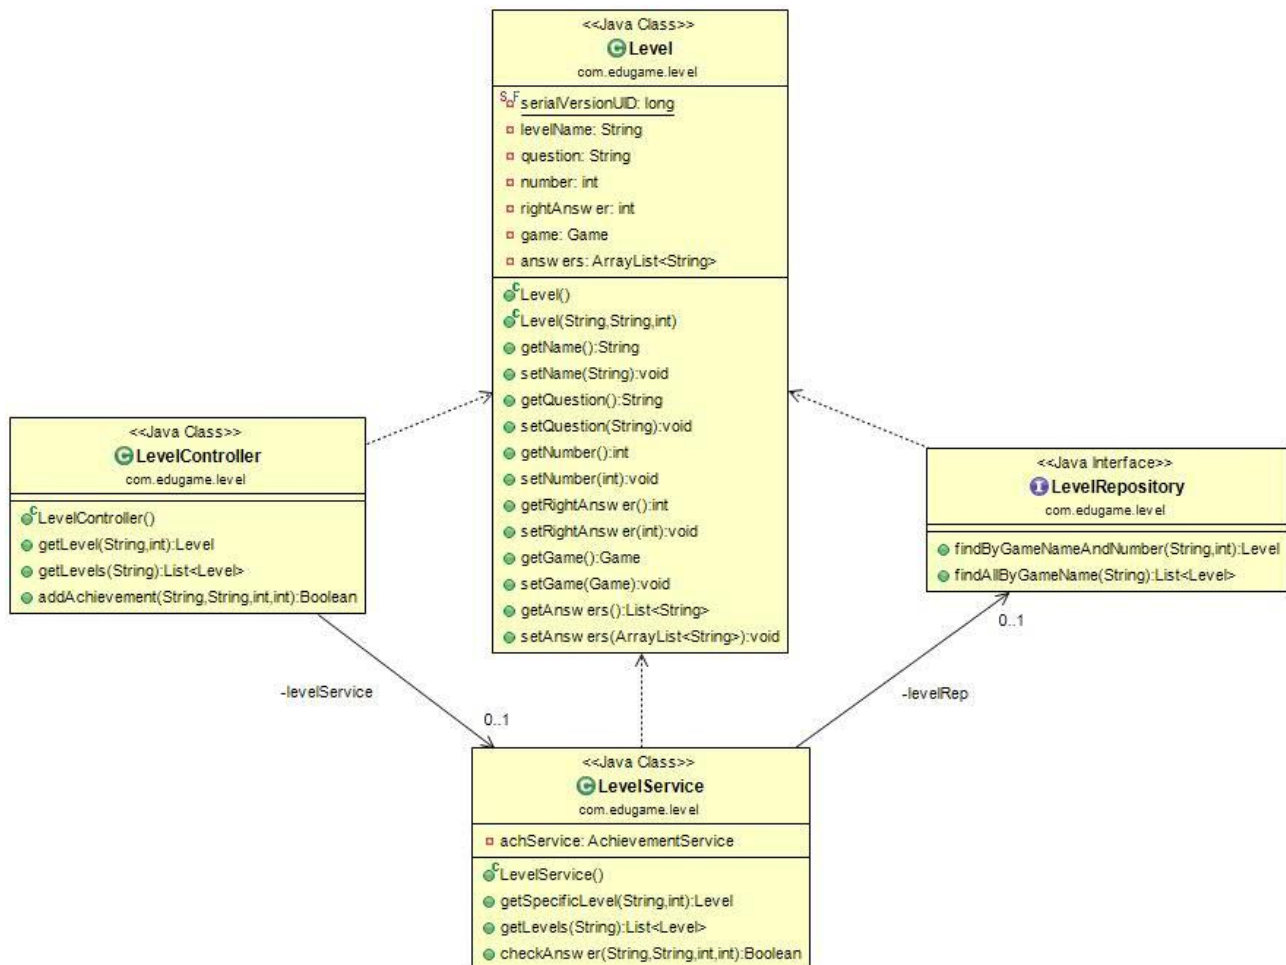 <<Java Class>>
Level
com.edugame.level
serialVersionUID: long
levelName: String
question: String
number: int
rightAnswer: int
game: Game
answers: ArrayList<String>
Level()
Level(String,String,int)
getName():String
setName(String):void
getQuestion():String
setQuestion(String):void
getNumber():int
setNumber(int):void
getRightAnswer():int
setRightAnswer(int):void
getGame():Game
setGame(Game):void
getAnswers():List<String>
setAnswers(ArrayList<String>):void
<<Java Class>>
LevelController
com.edugame.level
LevelController()
getLevel(String,int):Level
getLevels(String):List<Level>
addAchievement(String,String,int,int):Boolean
<<Java Interface>>
LevelRepository
com.edugame.level
findByGameNameAndNumber(String,int):Level
findAllByGameName(String):List<Level>
-levelService
0..1
-levelRep
0..1
<<Java Class>>
LevelService
com.edugame.level
achService: AchievementService
LevelService()
getSpecificLevel(String,int):Level
getLevels(String):List<Level>
checkAnswer(String,String,int,int):Boolean